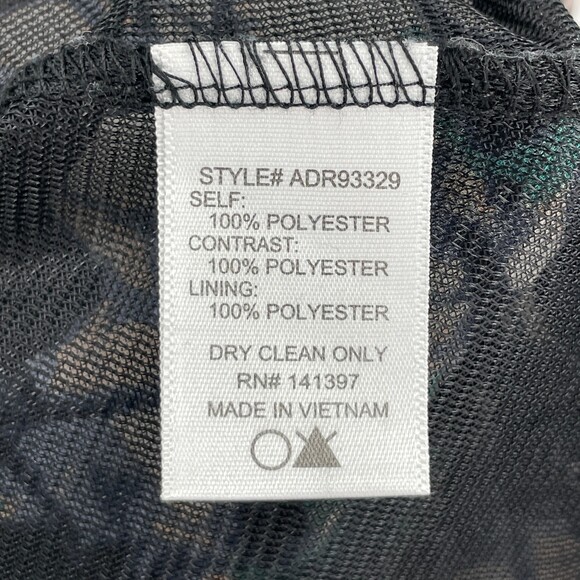 STYLE# ADR93329
SELF:
100% POLYESTER
CONTRAST:
100% POLYESTER
LINING:
100% POLYESTER
DRY CLEAN ONLY
RN# 141397
MADE IN VIETNAM